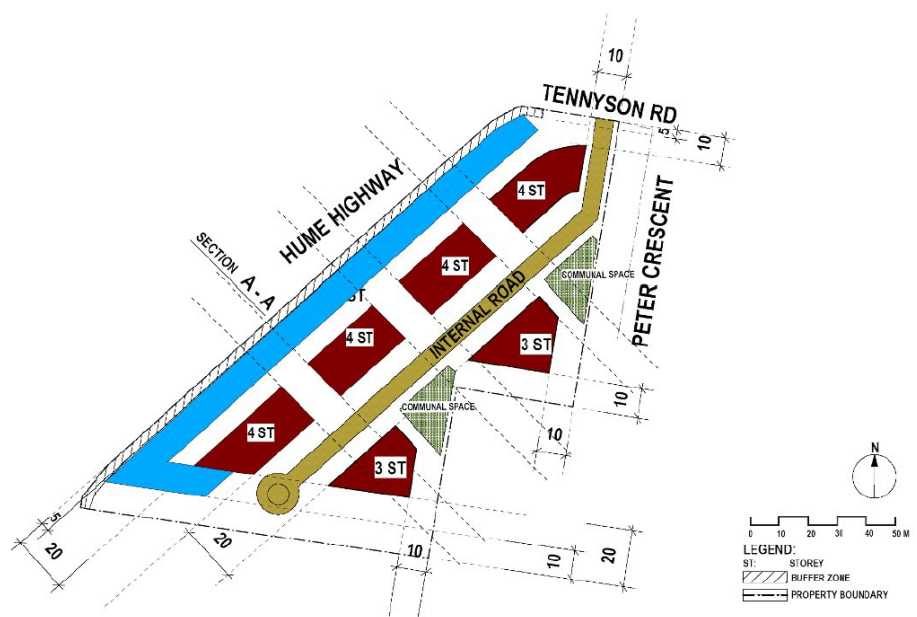 10
TENNYSON RD
5
10
HUME HIGHWAY
PETER CRESCENT
SECTION A - A
4 ST
4 ST
ST
4 ST
4 ST
INTERNAL ROAD
COMMUNAL SPACE
3 ST
COMMUNAL SPACE
3 ST
10
10
5
20
20
10
10
20
N
0 10 20 30 40 50 M
LEGEND:
ST: STOREY
BUFFER ZONE
PROPERTY BOUNDARY